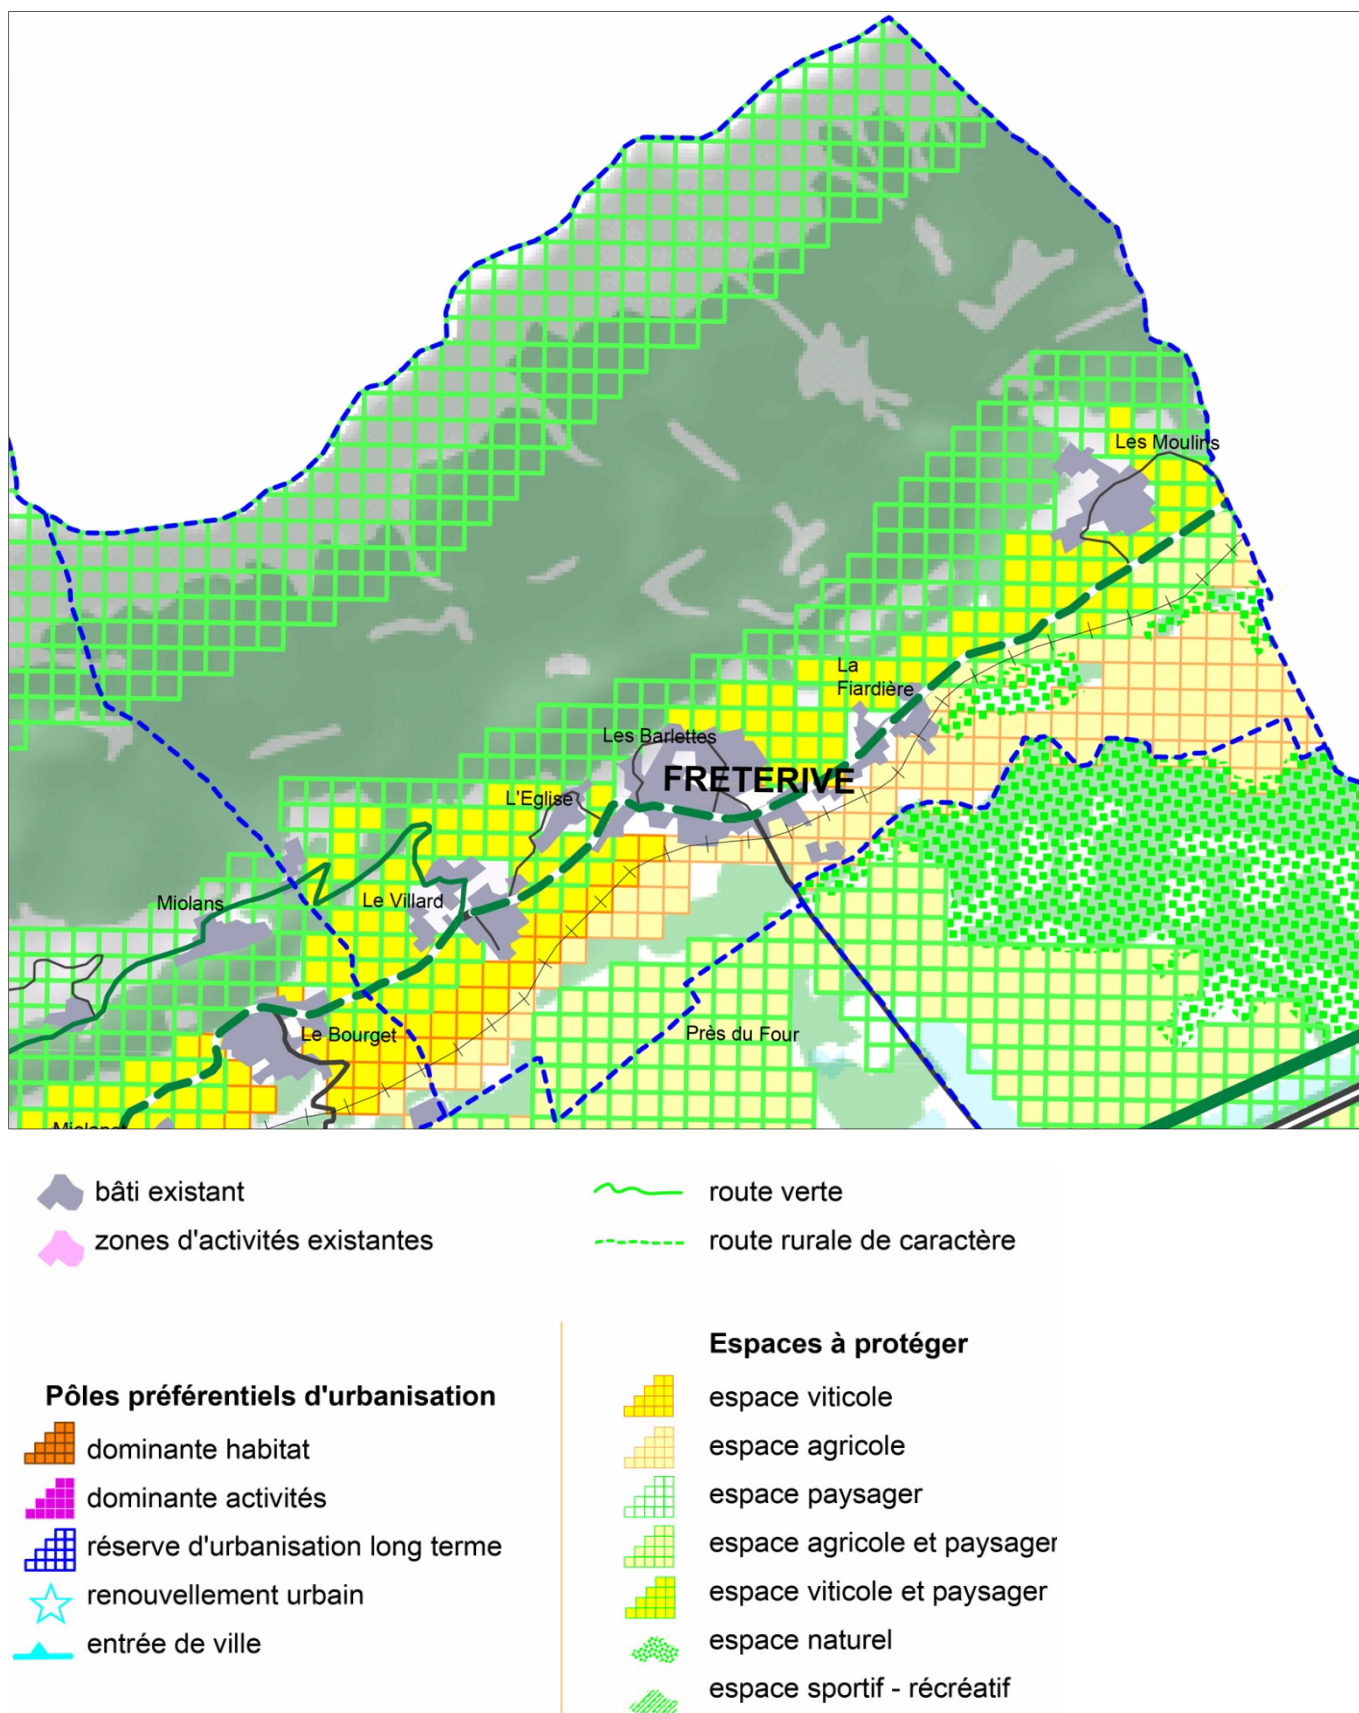 Les Moulins
La
Fiardière
Les Barlettes
FRETERIVE
L'Eglise
Le Villard
Miolans
Le Bourget
Près du Four
bâti existant
zones d'activités existantes
route verte
route rurale de caractère
Pôles préférentiels d'urbanisation
dominante habitat
dominante activités
réserve d'urbanisation long terme
renouvellement urbain
entrée de ville
Espaces à protéger
espace viticole
espace agricole
espace paysager
espace agricole et paysager
espace viticole et paysager
espace naturel
espace sportif - récréatif